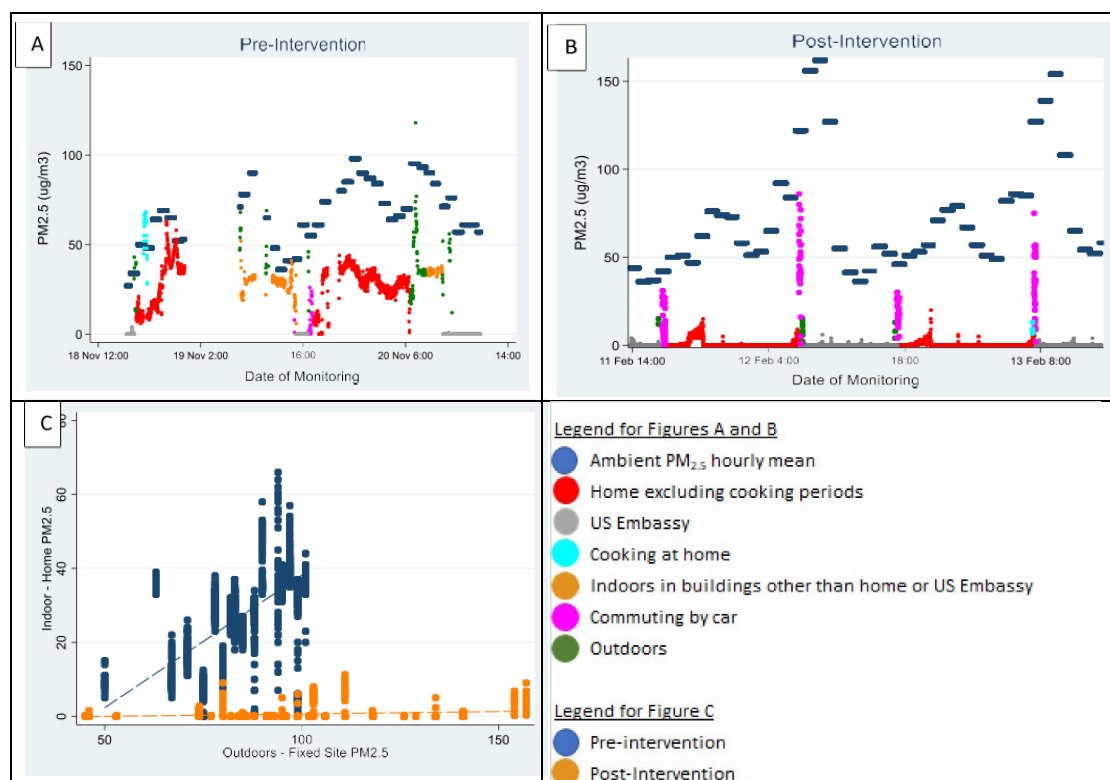 A
Pre-Intervention
150
100
50
0
PM2.5 (ug/m3)
18 Nov 12:00
19 Nov 2:00
16:00
20 Nov 6:00
14:00
Date of Monitoring
B
Post-Intervention
150
100
50
0
PM2.5 (ug/m3)
11 Feb 14:00
12 Feb 4:00
18:00
13 Feb 8:00
Date of Monitoring
C
80
60
40
20
0
Indoor - Home PM2.5
50
100
150
Outdoors - Fixed Site PM2.5
Legend for Figures A and B
Ambient PM2.5 hourly mean
Home excluding cooking periods
US Embassy
Cooking at home
Indoors in buildings other than home or US Embassy
Commuting by car
Outdoors
Legend for Figure C
Pre-intervention
Post-Intervention